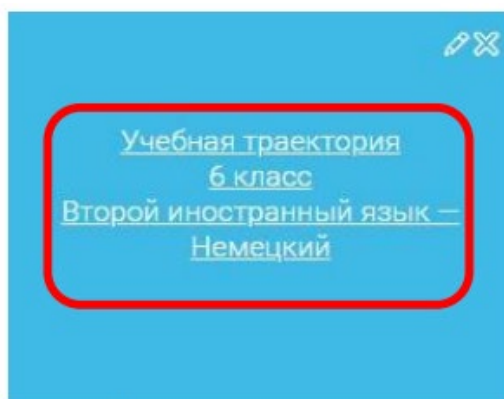 Учебная траектория
6 класс
Второй иностранный язык —
Немецкий